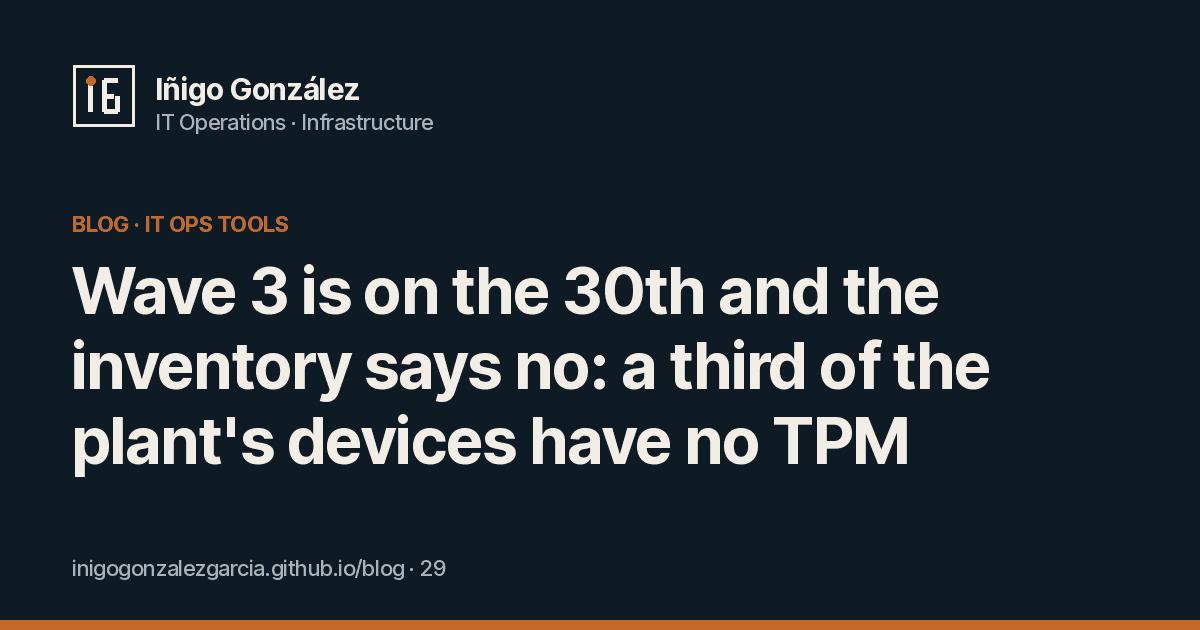 iG
Iñigo González
IT Operations · Infrastructure
BLOG · IT OPS TOOLS
Wave 3 is on the 30th and the
inventory says no: a third of the
plant's devices have no TPM
inigogonzalezgarcia.github.io/blog · 29